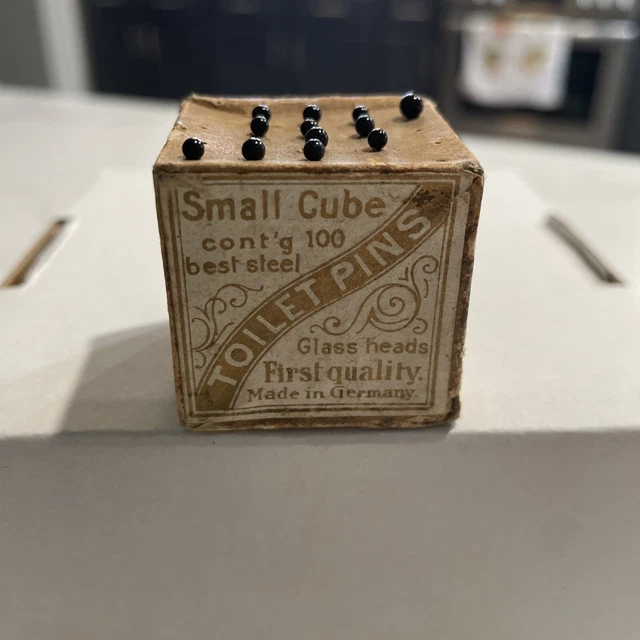 Small Cube
cont'g 100
best steel
TOILET PINS
Glass heads
First quality.
Made in Germany.